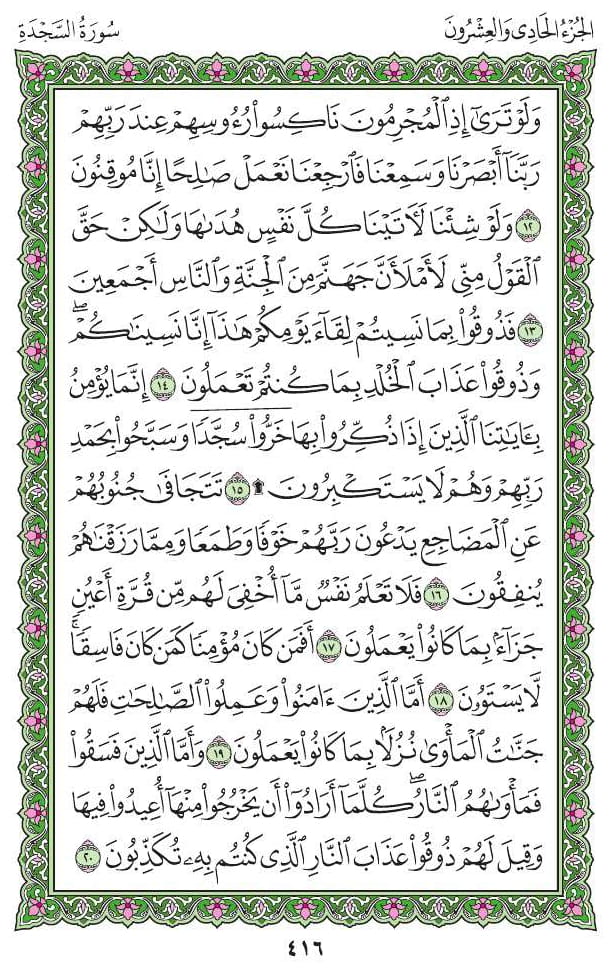 الجُزْءُ الحَادِى وَالعِشْرُونَ
سُورَةُ السَّجْدَةِ
وَلَوْ تَرَىٰٓ إِذِ ٱلْمُجْرِمُونَ نَاكِسُوا۟ رُءُوسِهِمْ عِندَ رَبِّهِمْ
رَبَّنَآ أَبْصَرْنَا وَسَمِعْنَا فَٱرْجِعْنَا نَعْمَلْ صَٰلِحًا إِنَّا مُوقِنُونَ
١٢ وَلَوْ شِئْنَا لَءَاتَيْنَا كُلَّ نَفْسٍ هُدَىٰهَا وَلَٰكِنْ حَقَّ
ٱلْقَوْلُ مِنِّى لَأَمْلَأَنَّ جَهَنَّمَ مِنَ ٱلْجِنَّةِ وَٱلنَّاسِ أَجْمَعِينَ
١٣ فَذُوقُوا۟ بِمَا نَسِيتُمْ لِقَآءَ يَوْمِكُمْ هَٰذَآ إِنَّا نَسِينَٰكُمْ ۖ
وَذُوقُوا۟ عَذَابَ ٱلْخُلْدِ بِمَا كُنتُمْ تَعْمَلُونَ ١٤ إِنَّمَا يُؤْمِنُ
بِـَٔايَٰتِنَا ٱلَّذِينَ إِذَا ذُكِّرُوا۟ بِهَا خَرُّوا۟ سُجَّدًا وَسَبَّحُوا۟ بِحَمْدِ
رَبِّهِمْ وَهُمْ لَا يَسْتَكْبِرُونَ ۩ ١٥ تَتَجَافَىٰ جُنُوبُهُمْ
عَنِ ٱلْمَضَاجِعِ يَدْعُونَ رَبَّهُمْ خَوْفًا وَطَمَعًا وَمِمَّا رَزَقْنَٰهُمْ
يُنفِقُونَ ١٦ فَلَا تَعْلَمُ نَفْسٌ مَّآ أُخْفِىَ لَهُم مِّن قُرَّةِ أَعْيُنٍ
جَزَآءًۢ بِمَا كَانُوا۟ يَعْمَلُونَ ١٧ أَفَمَن كَانَ مُؤْمِنًا كَمَن كَانَ فَاسِقًا ۚ
لَّا يَسْتَوُۥنَ ١٨ أَمَّا ٱلَّذِينَ ءَامَنُوا۟ وَعَمِلُوا۟ ٱلصَّٰلِحَٰتِ فَلَهُمْ
جَنَّٰتُ ٱلْمَأْوَىٰ نُزُلًۢا بِمَا كَانُوا۟ يَعْمَلُونَ ١٩ وَأَمَّا ٱلَّذِينَ فَسَقُوا۟
فَمَأْوَىٰهُمُ ٱلنَّارُ ۖ كُلَّمَآ أَرَادُوٓا۟ أَن يَخْرُجُوا۟ مِنْهَآ أُعِيدُوا۟ فِيهَا
وَقِيلَ لَهُمْ ذُوقُوا۟ عَذَابَ ٱلنَّارِ ٱلَّذِى كُنتُم بِهِۦ تُكَذِّبُونَ ٢٠
٤١٦